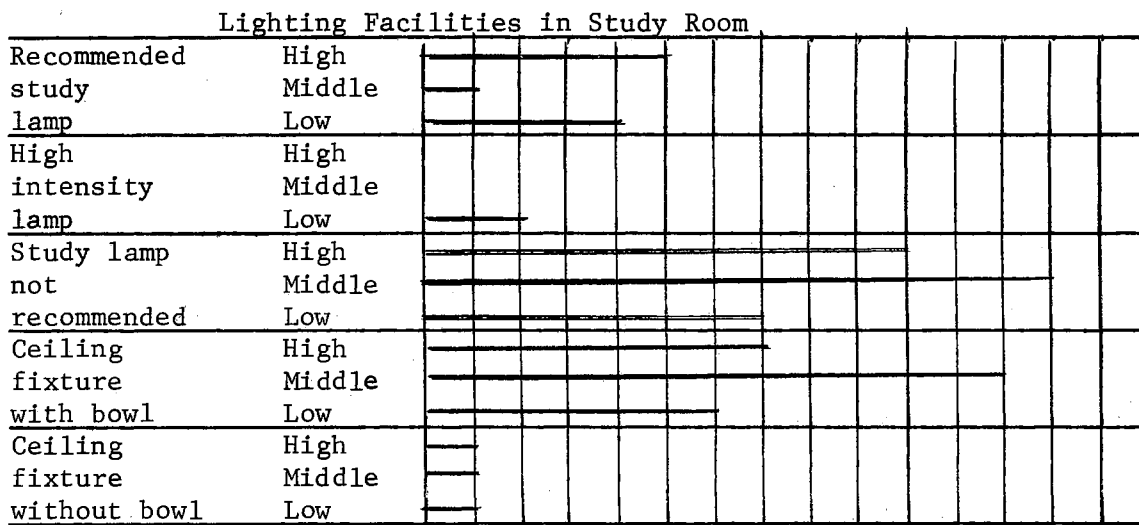 Lighting Facilities in Study Room
Recommended High
study Middle
lamp Low
High High
intensity Middle
lamp Low
Study lamp High
not Middle
recommended Low
Ceiling High
fixture Middle
with bowl Low
Ceiling High
fixture Middle
without bowl Low